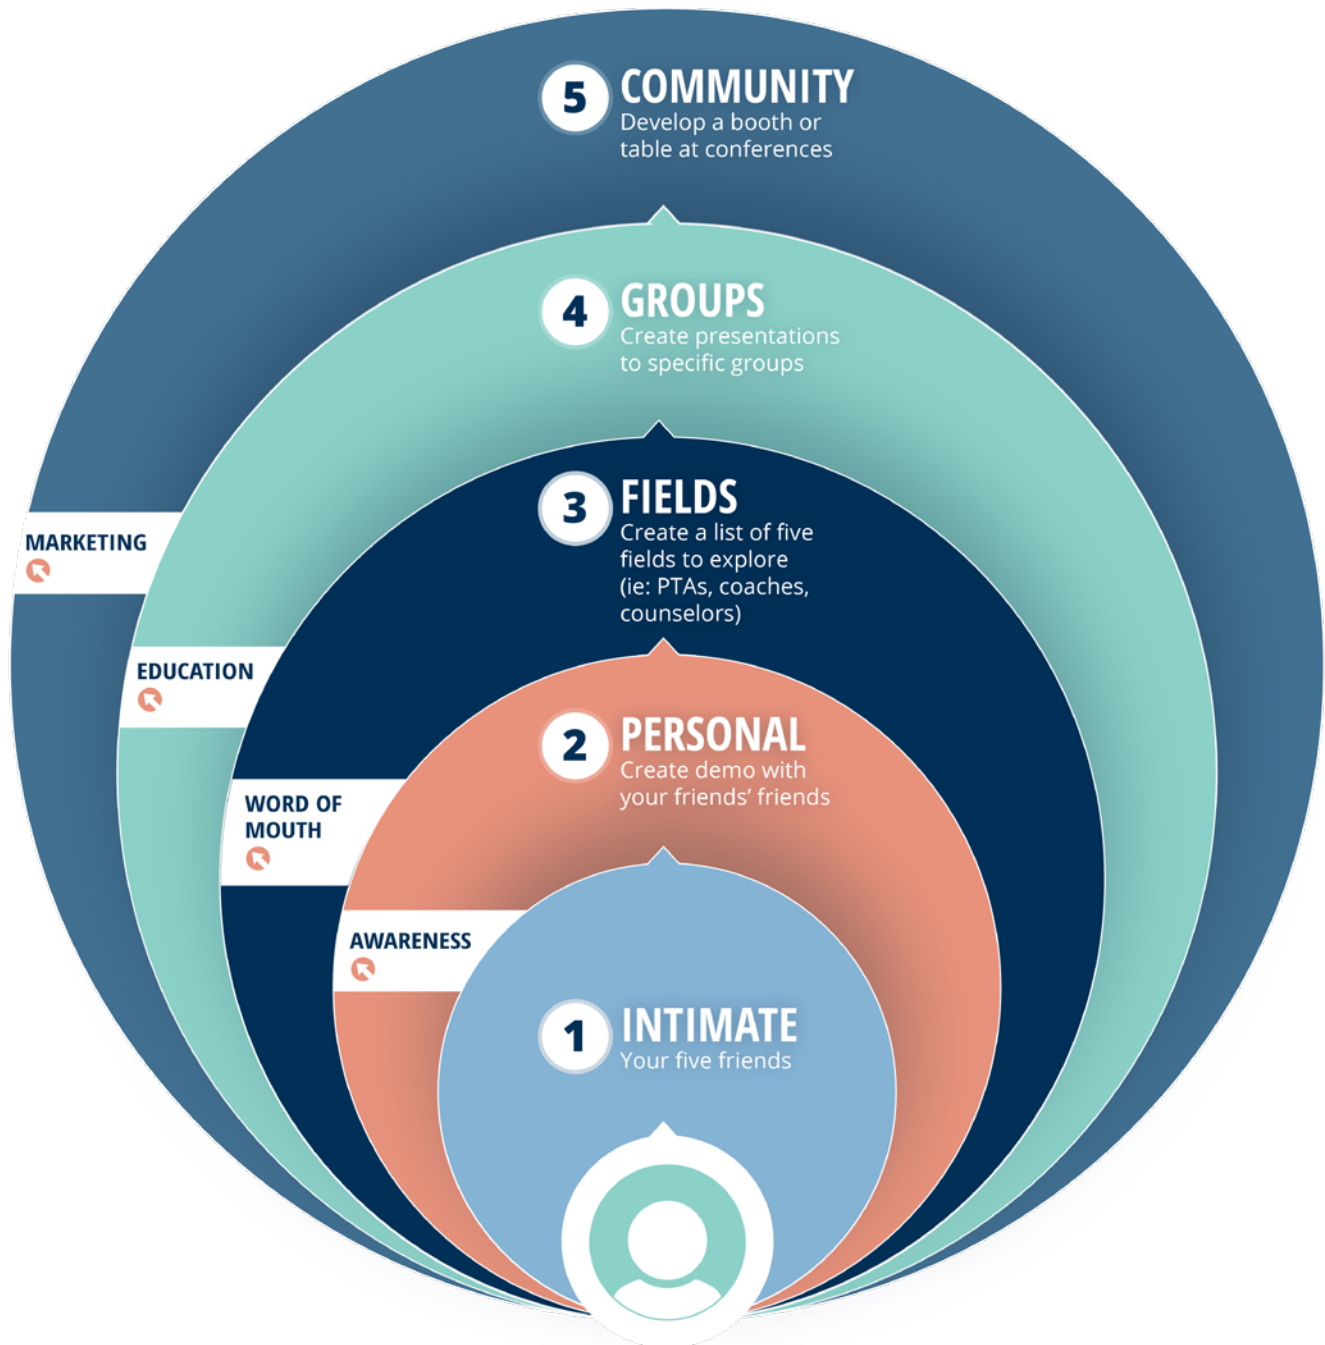 5 COMMUNITY
Develop a booth or
table at conferences
4 GROUPS
Create presentations
to specific groups
3 FIELDS
Create a list of five
fields to explore
(ie: PTAs, coaches,
counselors)
MARKETING
EDUCATION
2 PERSONAL
Create demo with
your friends’ friends
WORD OF
MOUTH
AWARENESS
1 INTIMATE
Your five friends